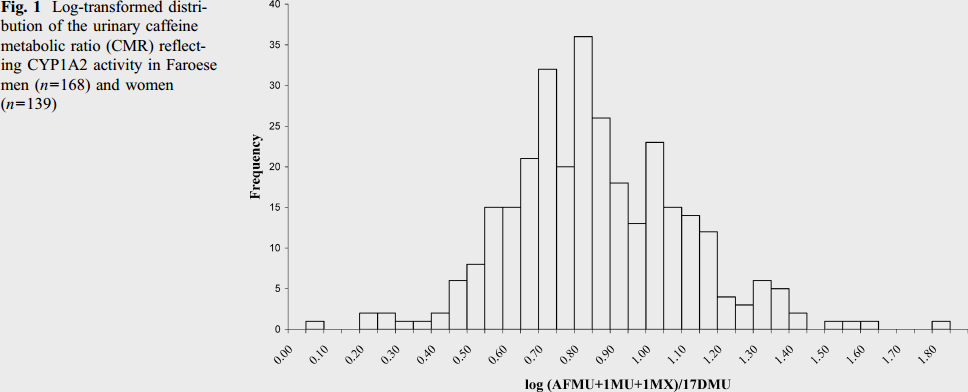 Fig. 1 Log-transformed distri-
bution of the urinary caffeine
metabolic ratio (CMR) reflect-
ing CYP1A2 activity in Faroese
men (n=168) and women
(n=139)
Frequency
40
35
30
25
20
15
10
5
0
0.00 0.10 0.20 0.30 0.40 0.50 0.60 0.70 0.80 0.90 1.00 1.10 1.20 1.30 1.40 1.50 1.60 1.70 1.80
log (AFMU+1MU+1MX)/17DMU